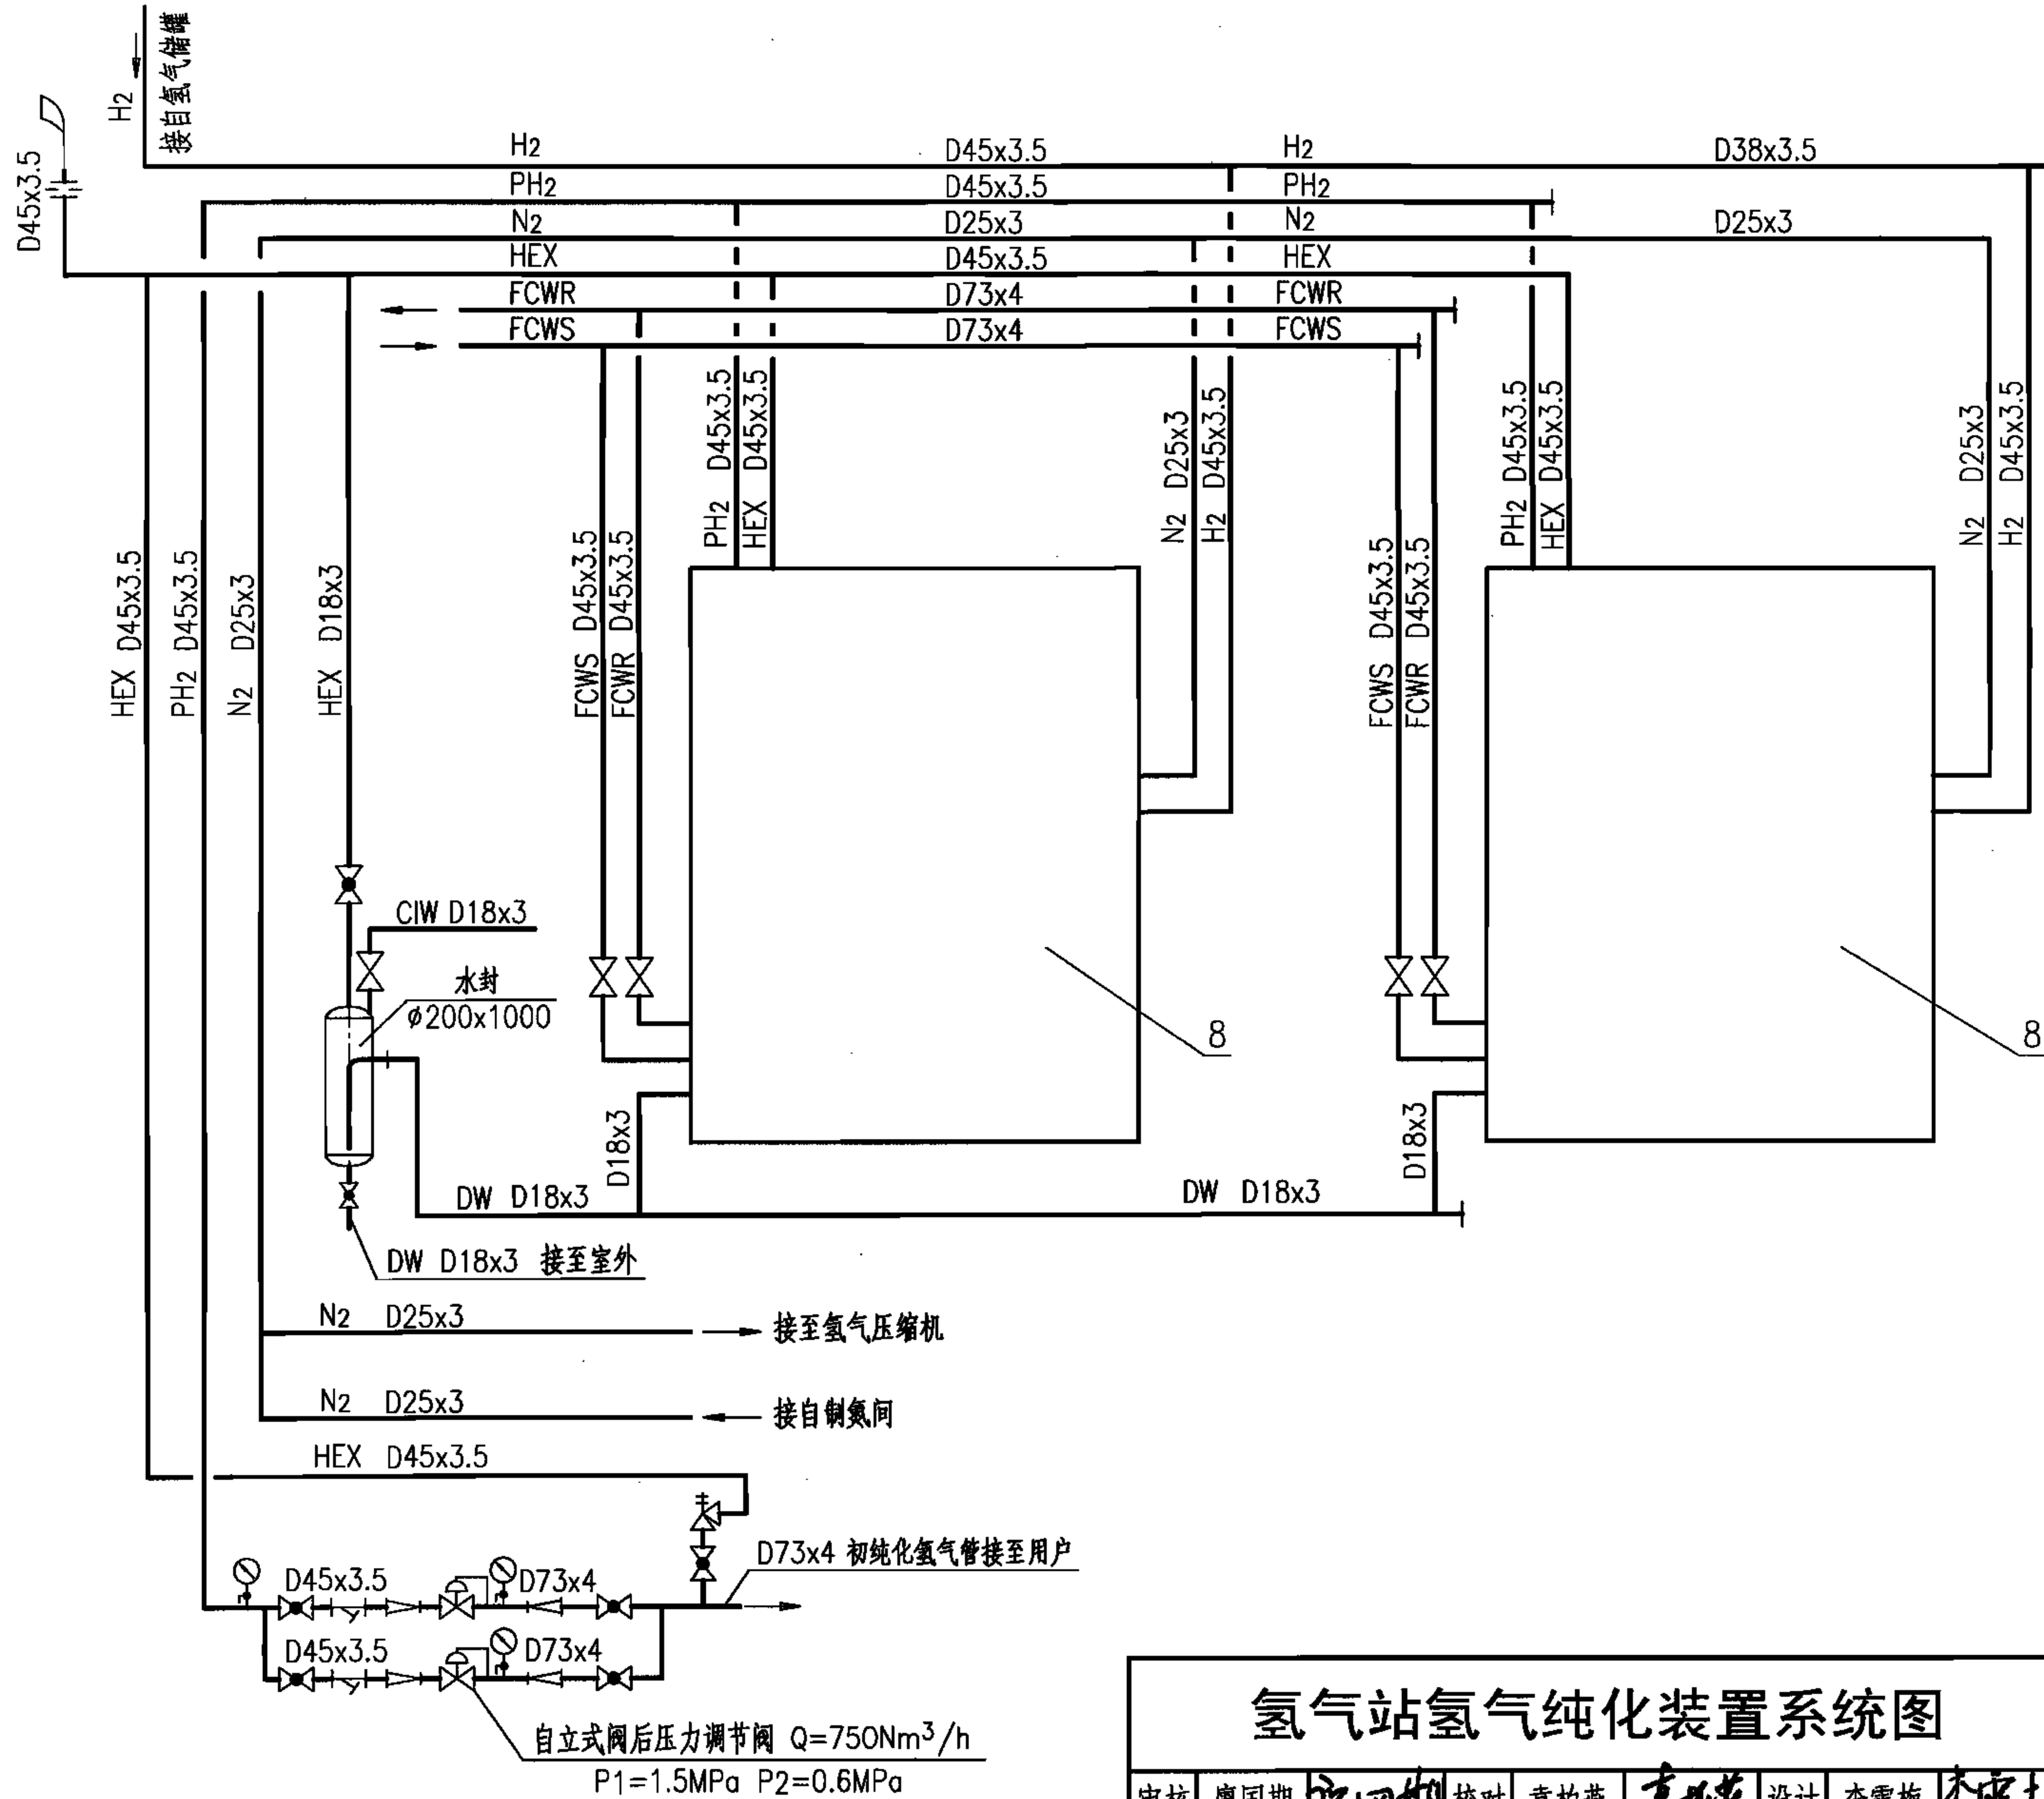 接自氢气储罐
H2
D45x3.5
H2 D45x3.5 H2 D38x3.5
PH2 D45x3.5 PH2
N2 D25x3 N2 D25x3
HEX D45x3.5 HEX
FCWR D73x4 FCWR
FCWS D73x4 FCWS
HEX D45x3.5
PH2 D45x3.5
N2 D25x3
HEX D18x3
FCWS D45x3.5
FCWR D45x3.5
PH2 D45x3.5
HEX D45x3.5
N2 D25x3
H2 D45x3.5
FCWS D45x3.5
FCWR D45x3.5
PH2 D45x3.5
HEX D45x3.5
N2 D25x3
H2 D45x3.5
CIW D18x3
水封
φ200x1000
8
8
D18x3
D18x3
DW D18x3
DW D18x3
DW D18x3 接至室外
N2 D25x3 接至氢气压缩机
N2 D25x3 接自制氮间
HEX D45x3.5
D73x4 初纯化氢气管接至用户
D45x3.5 D73x4
D45x3.5 D73x4
自立式阀后压力调节阀 Q=750Nm³/h
P1=1.5MPa P2=0.6MPa
氢气站氢气纯化装置系统图
审核 校对 设计